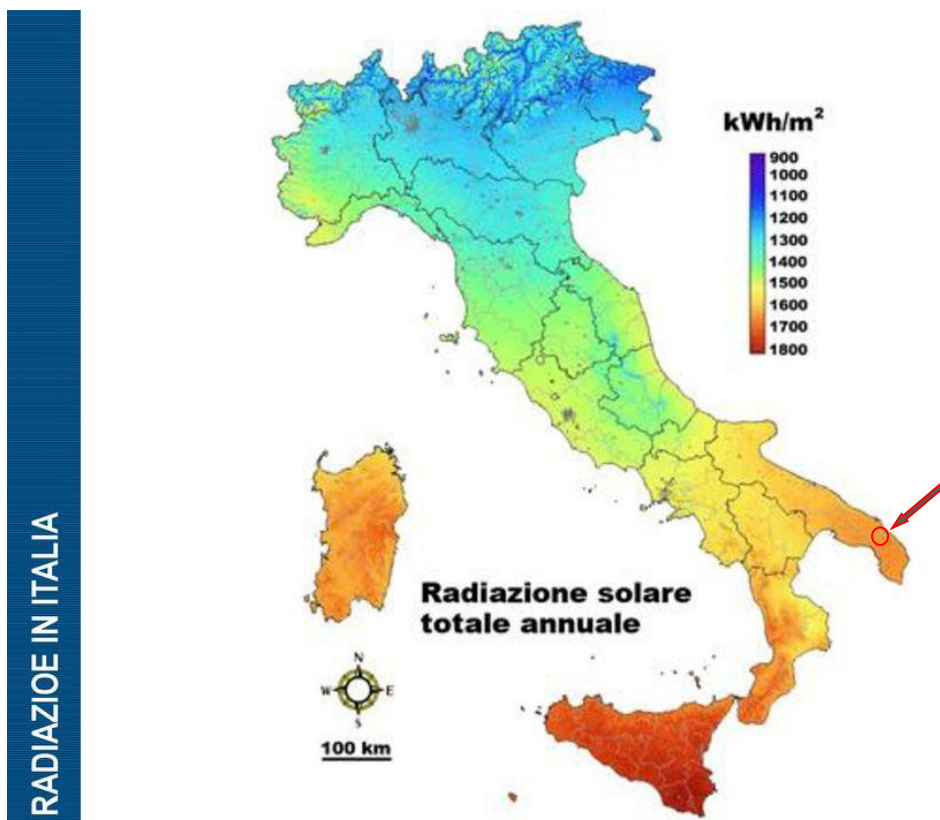 RADIAZIOE IN ITALIA
kWh/m²
900
1000
1100
1200
1300
1400
1500
1600
1700
1800
Radiazione solare
totale annuale
N
W E
S
100 km